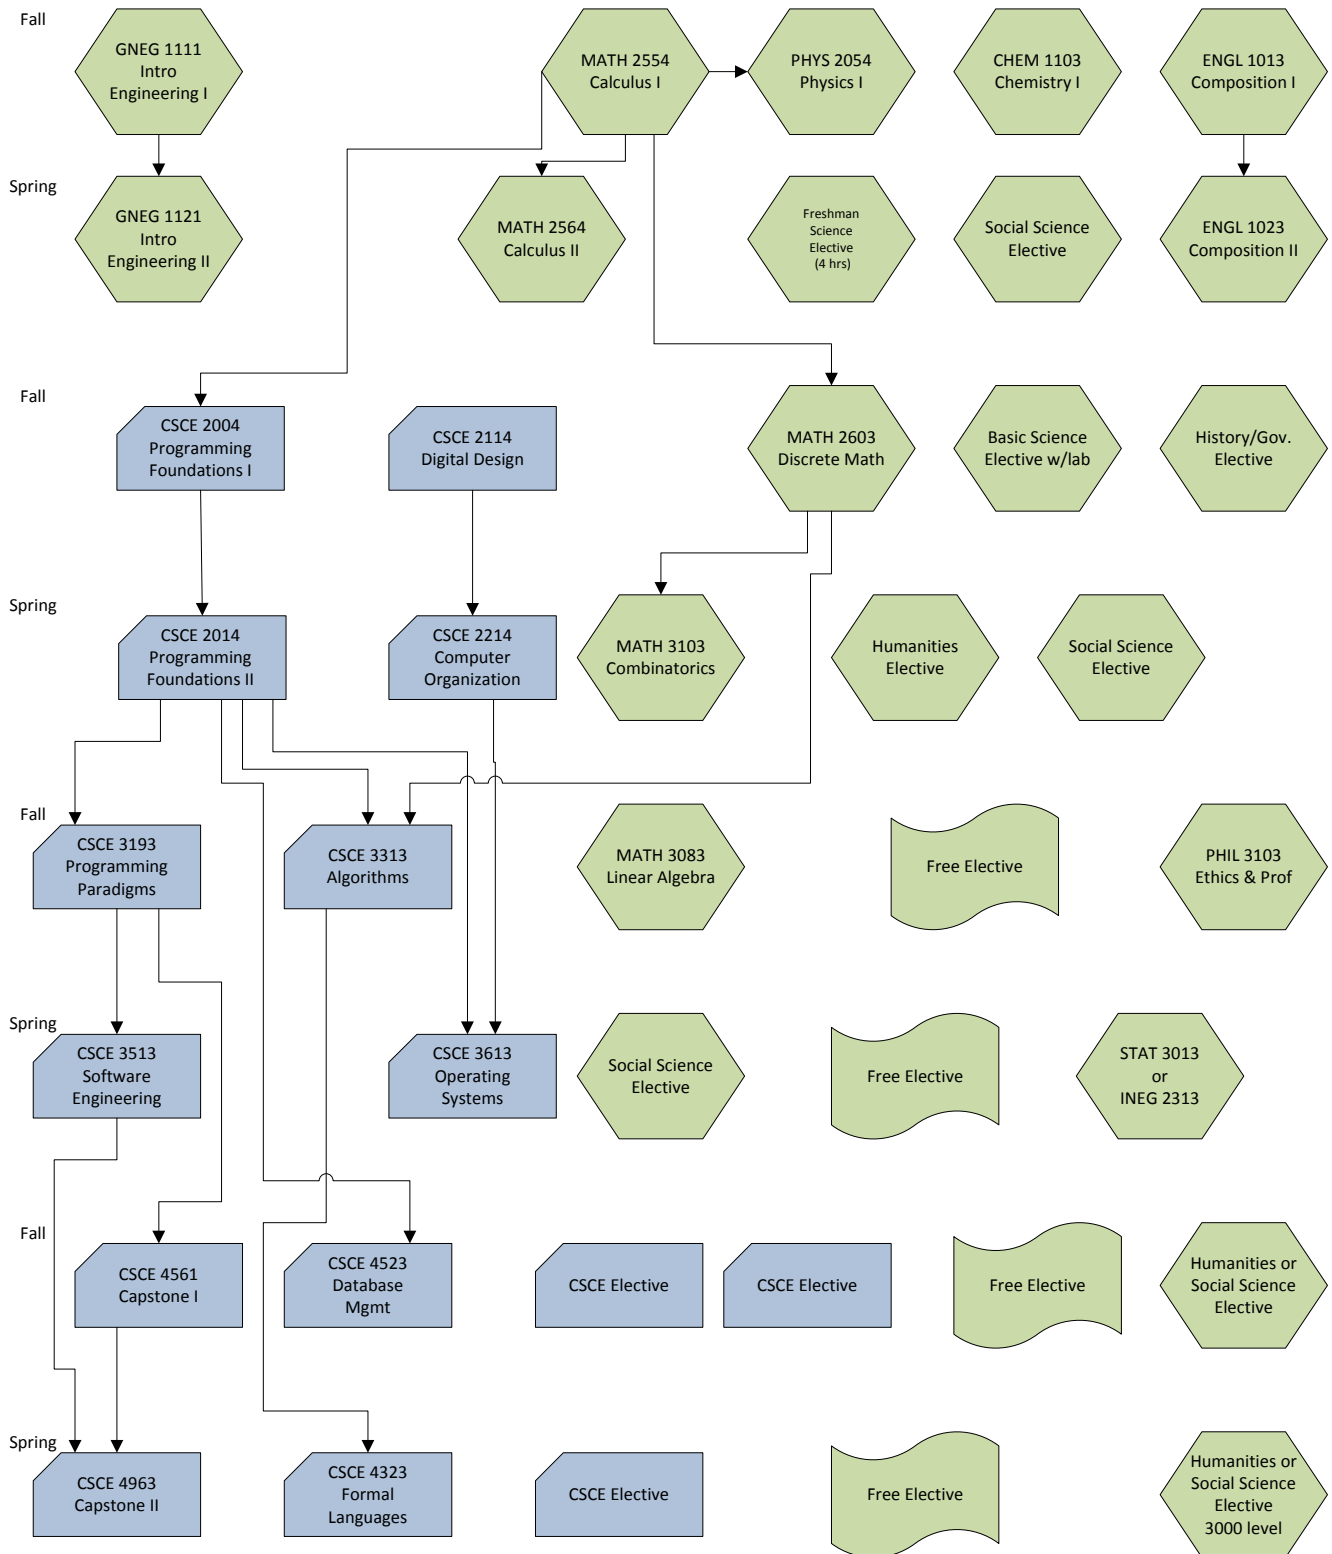 Fall
GNEG 1111
Intro
Engineering I
MATH 2554
Calculus I
PHYS 2054
Physics I
CHEM 1103
Chemistry I
ENGL 1013
Composition I
Spring
GNEG 1121
Intro
Engineering II
MATH 2564
Calculus II
Freshman
Science
Elective
(4 hrs)
Social Science
Elective
ENGL 1023
Composition II
Fall
CSCE 2004
Programming
Foundations I
CSCE 2114
Digital Design
MATH 2603
Discrete Math
Basic Science
Elective w/lab
History/Gov.
Elective
Spring
CSCE 2014
Programming
Foundations II
CSCE 2214
Computer
Organization
MATH 3103
Combinatorics
Humanities
Elective
Social Science
Elective
Fall
CSCE 3193
Programming
Paradigms
CSCE 3313
Algorithms
MATH 3083
Linear Algebra
Free Elective
PHIL 3103
Ethics & Prof
Spring
CSCE 3513
Software
Engineering
CSCE 3613
Operating
Systems
Social Science
Elective
Free Elective
STAT 3013
or
INEG 2313
Fall
CSCE 4561
Capstone I
CSCE 4523
Database
Mgmt
CSCE Elective
CSCE Elective
Free Elective
Humanities or
Social Science
Elective
Spring
CSCE 4963
Capstone II
CSCE 4323
Formal
Languages
CSCE Elective
Free Elective
Humanities or
Social Science
Elective
3000 level